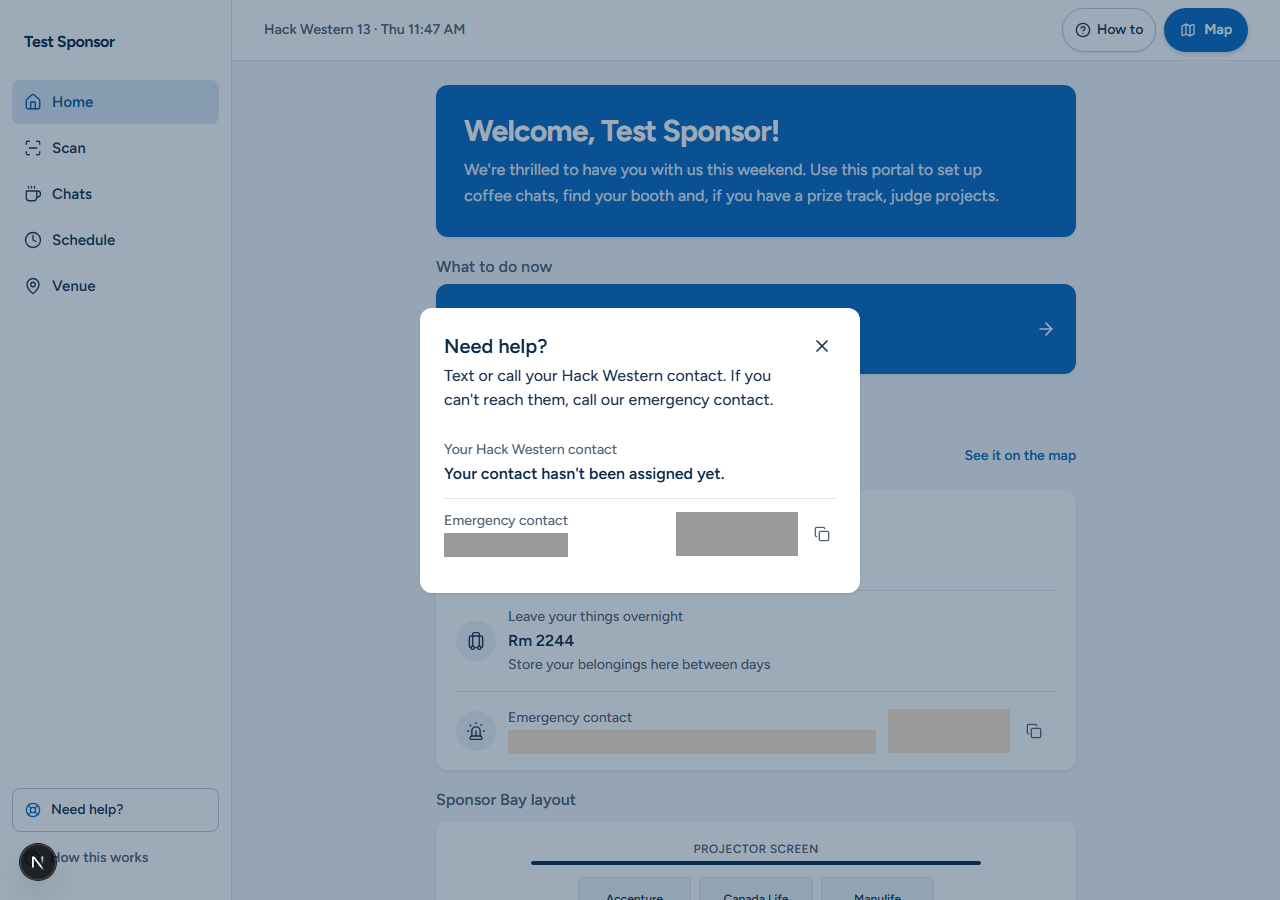 Test Sponsor
Home
Scan
Chats
Schedule
Venue
Need help?
How this works
Hack Western 13 · Thu 11:47 AM
How to
Map
Welcome, Test Sponsor!
We're thrilled to have you with us this weekend. Use this portal to set up
coffee chats, find your booth and, if you have a prize track, judge projects.
What to do now
Need help?
Text or call your Hack Western contact. If you
can't reach them, call our emergency contact.
Your Hack Western contact
Your contact hasn't been assigned yet.
Emergency contact
See it on the map
Leave your things overnight
Rm 2244
Store your belongings here between days
Emergency contact
Sponsor Bay layout
PROJECTOR SCREEN
Accenture
Canada Life
Manulife